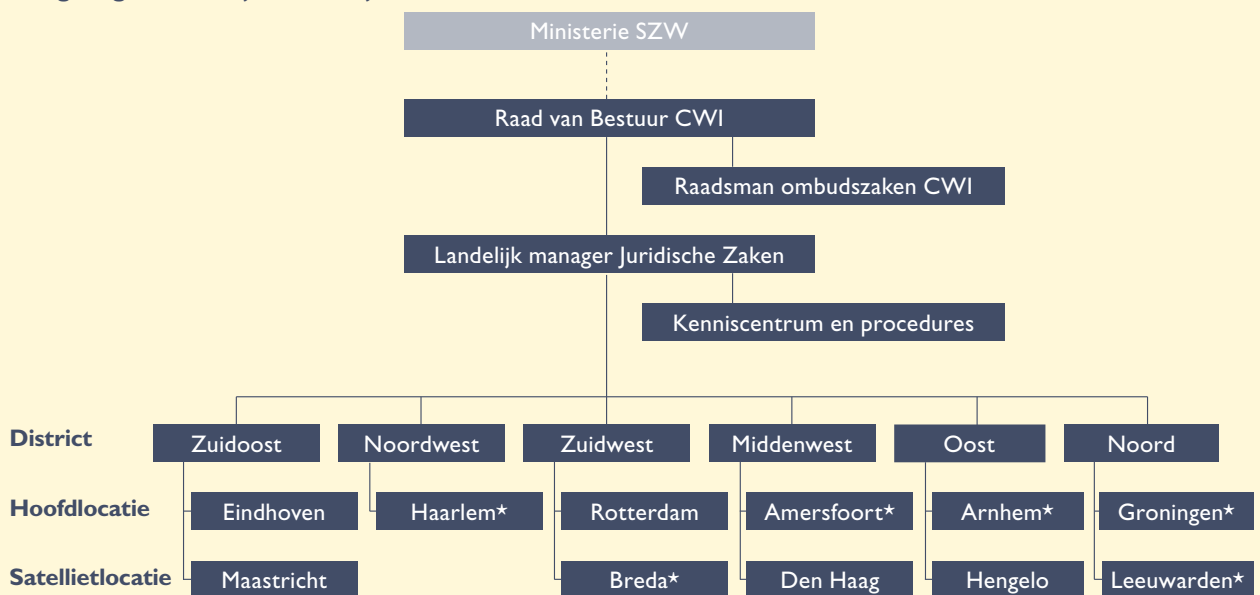 Ministerie SZW
Raad van Bestuur CWI
Raadsman ombudszaken CWI
Landelijk manager Juridische Zaken
Kenniscentrum en procedures
District Zuidoost Noordwest Zuidwest Middenwest Oost Noord
Hoofdlocatie Eindhoven Haarlem* Rotterdam Amersfoort* Arnhem* Groningen*
Satellietlocatie Maastricht Breda* Den Haag Hengelo Leeuwarden*